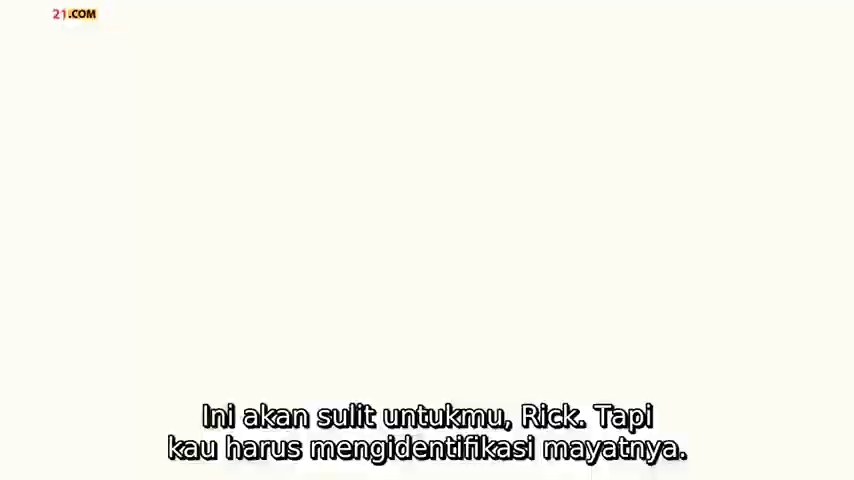 21.COM
Ini akan sulit untukmu, Rick. Tapi
kau harus mengidentifikasi mayatnya.